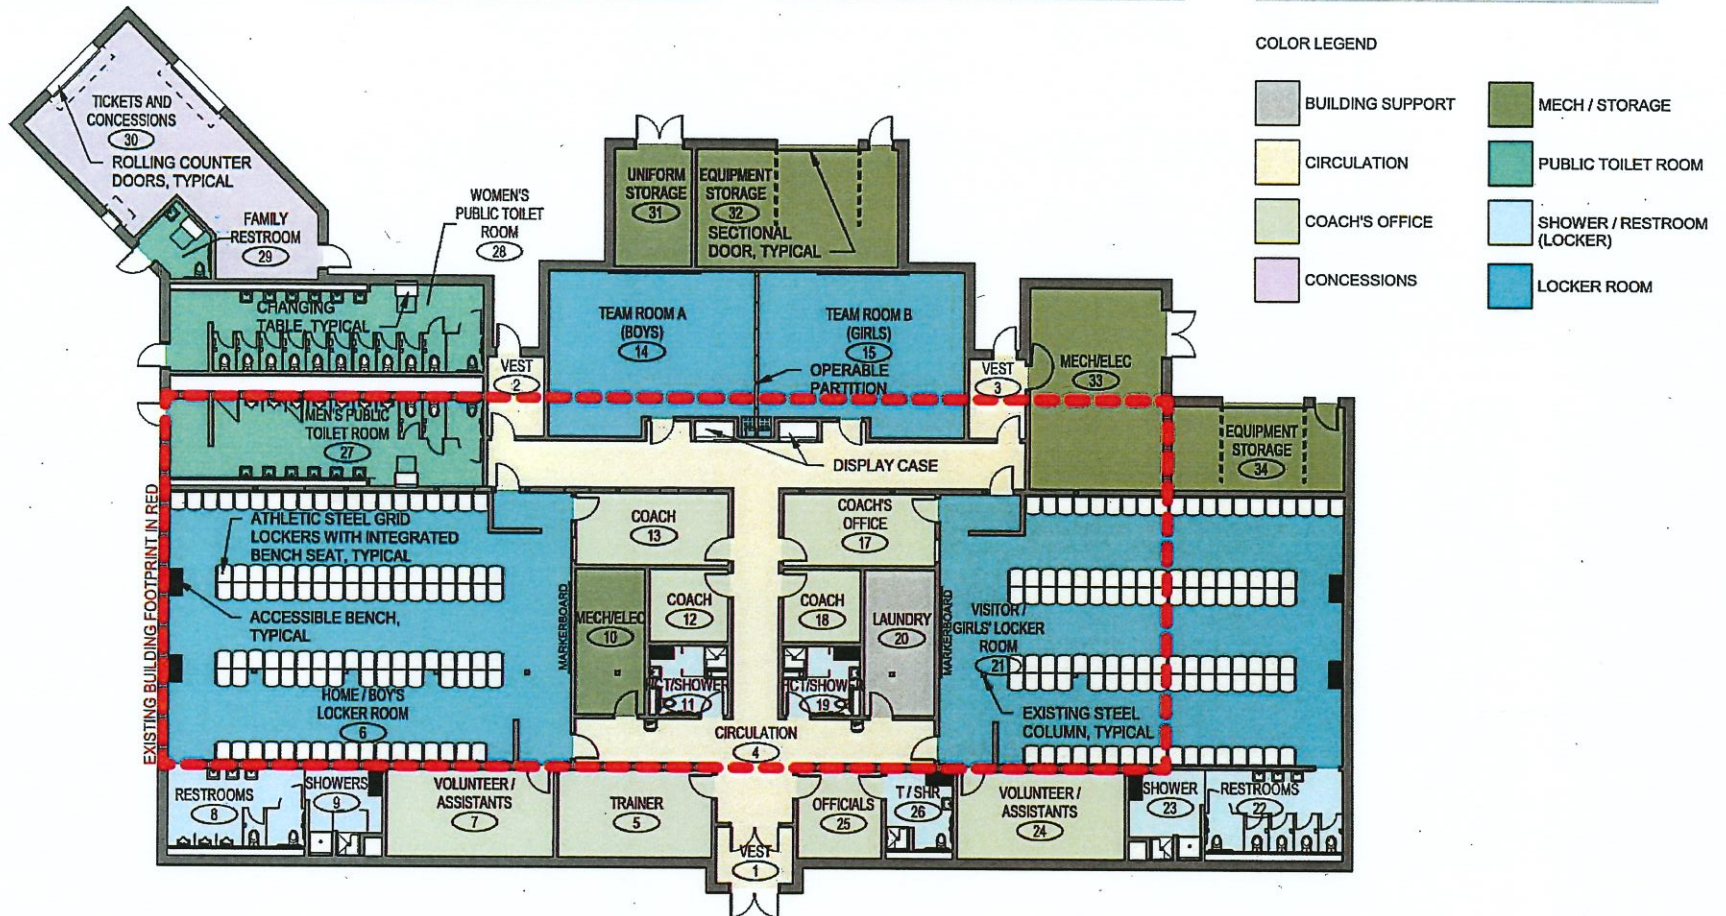 COLOR LEGEND
BUILDING SUPPORT
MECH / STORAGE
CIRCULATION
PUBLIC TOILET ROOM
COACH'S OFFICE
SHOWER / RESTROOM
(LOCKER)
CONCESSIONS
LOCKER ROOM
TICKETS AND
CONCESSIONS
30
ROLLING COUNTER
DOORS, TYPICAL
FAMILY
RESTROOM
29
WOMEN'S
PUBLIC TOILET
ROOM
28
UNIFORM
STORAGE
31
EQUIPMENT
STORAGE
32
SECTIONAL
DOOR, TYPICAL
CHANGING
TABLE, TYPICAL
TEAM ROOM A
(BOYS)
14
TEAM ROOM B
(GIRLS)
15
OPERABLE
PARTITION
VEST
2
VEST
3
MECH/ELEC
33
MEN'S PUBLIC
TOILET ROOM
27
EQUIPMENT
STORAGE
34
DISPLAY CASE
EXISTING BUILDING FOOTPRINT IN RED
ATHLETIC STEEL GRID
LOCKERS WITH INTEGRATED
BENCH SEAT, TYPICAL
ACCESSIBLE BENCH,
TYPICAL
HOME / BOY'S
LOCKER ROOM
6
MARKERBOARD
COACH
13
COACH'S
OFFICE
17
MECH/ELEC
10
COACH
12
COACH
18
LAUNDRY
20
MARKERBOARD
VISITOR /
GIRLS' LOCKER
ROOM
21
CT/SHOWER
11
CT/SHOWER
19
EXISTING STEEL
COLUMN, TYPICAL
CIRCULATION
4
RESTROOMS
8
SHOWERS
9
VOLUNTEER /
ASSISTANTS
7
TRAINER
5
VEST
1
OFFICIALS
25
T / SHR
26
VOLUNTEER /
ASSISTANTS
24
SHOWER
23
RESTROOMS
22